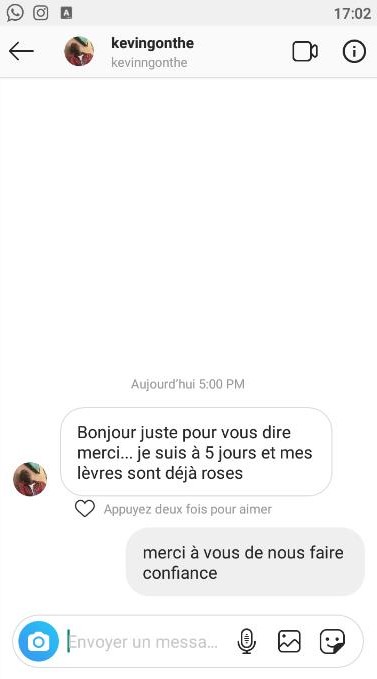 A
17:02
kevingonthe
kevinngonthe
Aujourd'hui 5:00 PM
Bonjour juste pour vous dire
merci... je suis à 5 jours et mes
lèvres sont déjà roses
Appuyez deux fois pour aimer
merci à vous de nous faire
confiance
Envoyer un messa...